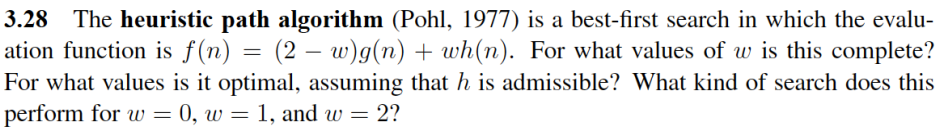 3.28 The heuristic path algorithm (Pohl, 1977) is a best-first search in which the evalu-
ation function is f(n) = (2 − w)g(n) + wh(n). For what values of w is this complete?
For what values is it optimal, assuming that h is admissible? What kind of search does this
perform for w = 0, w = 1, and w = 2?